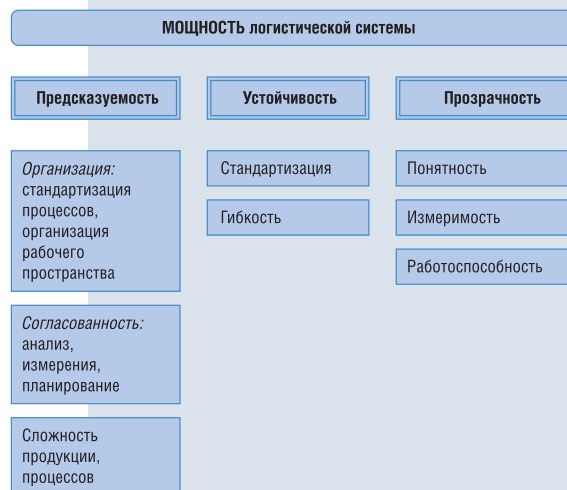 МОЩНОСТЬ логистической системы
Предсказуемость
Устойчивость
Прозрачность
Организация:
стандартизация
процессов,
организация
рабочего
пространства
Согласованность:
анализ,
измерения,
планирование
Сложность
продукции,
процессов
Стандартизация
Гибкость
Понятность
Измеримость
Работоспособность